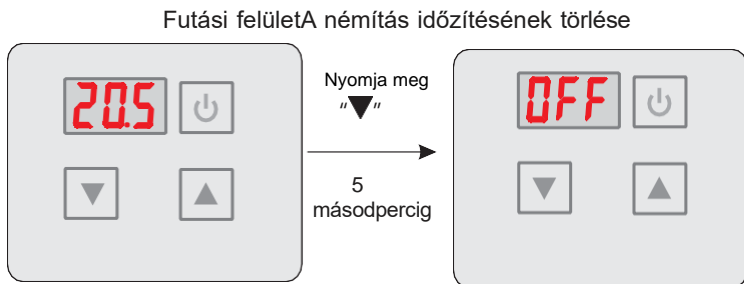 Futási felületA némítás időzítésének törlése
20.5
Nyomja meg
“▼”
5
másodpercig
OFF